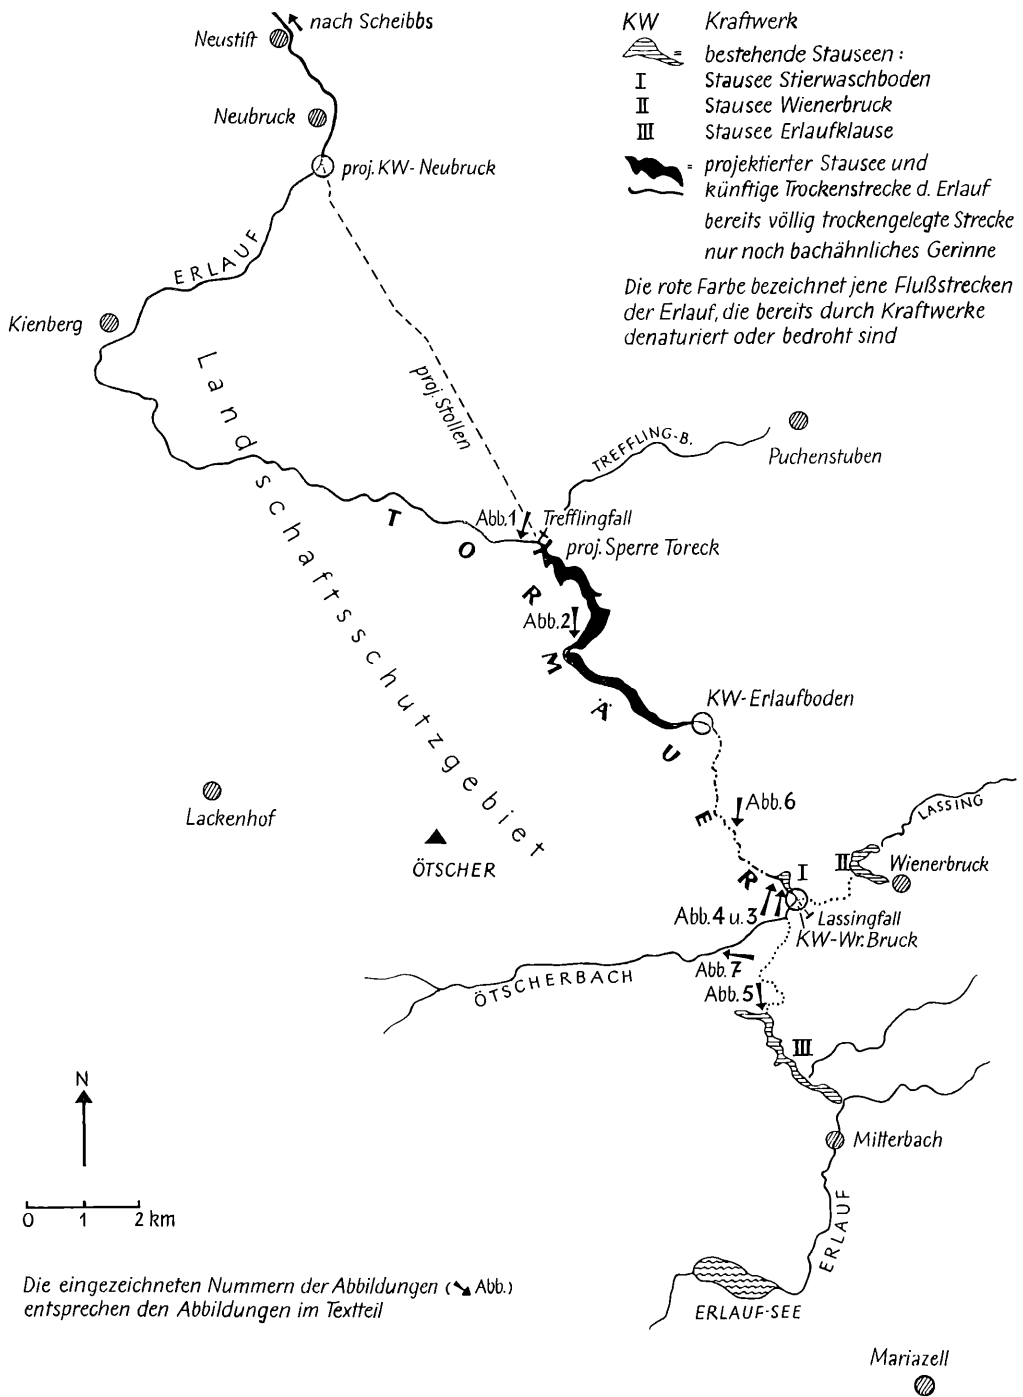 nach Scheibbs
Neustift
Neubruck
proj. KW-Neubruck
KW Kraftwerk
= bestehende Stauseen:
I Stausee Stierwaschboden
II Stausee Wienerbruck
III Stausee Erlaufklause
= projektierter Stausee und
künftige Trockenstrecke d. Erlauf
bereits völlig trockengelegte Strecke
nur noch bachähnliches Gerinne
Die rote Farbe bezeichnet jene Flußstrecken
der Erlauf, die bereits durch Kraftwerke
denaturiert oder bedroht sind
ERLAUF
Kienberg
Landschaftsschutzgebiet
proj. Stollen
TREFFLING-B.
Puchenstuben
Abb.1
Trefflingfall
proj. Sperre Toreck
TORMÄUER
Abb.2
KW-Erlaufboden
Abb.6
LASSING
Lackenhof
ÖTSCHER
I
II
Wienerbruck
Abb.4 u.3
Lassingfall
KW-Wr. Bruck
ÖTSCHERBACH
Abb.7
Abb.5
III
N
Mitterbach
0 1 2 km
ERLAUF
Die eingezeichneten Nummern der Abbildungen ( Abb.)
entsprechen den Abbildungen im Textteil
ERLAUF-SEE
Mariazell